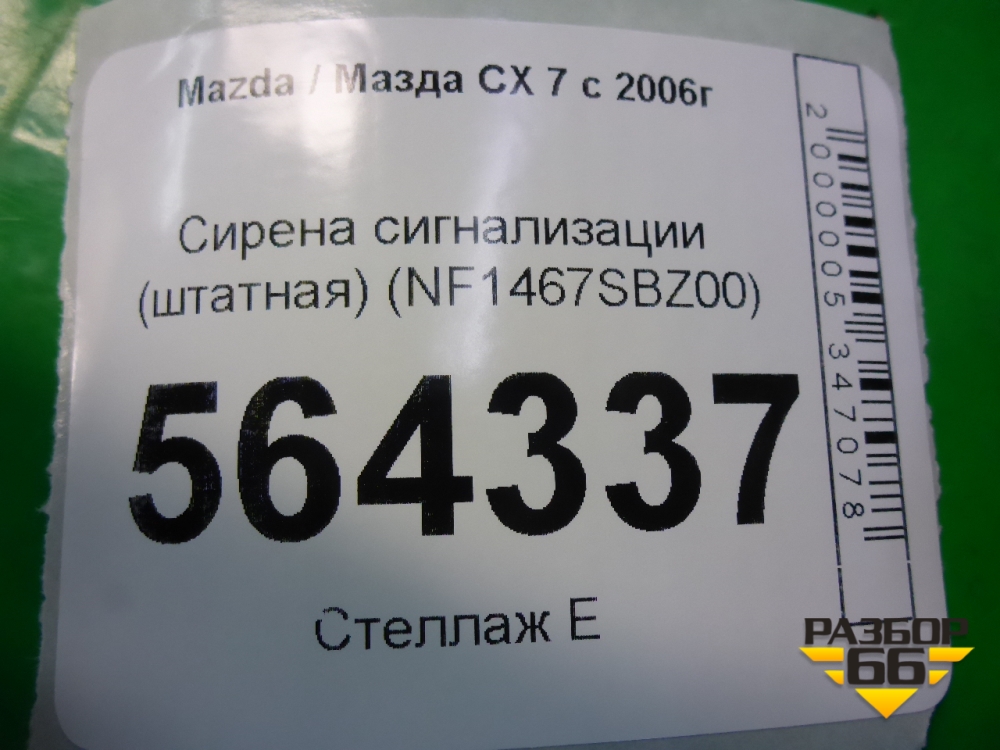 Mazda / Мазда CX 7 с 2006г
Сирена сигнализации
(штатная) (NF1467SBZ00)
564337
Стеллаж Е
2000005347078
РАЗБОР
66